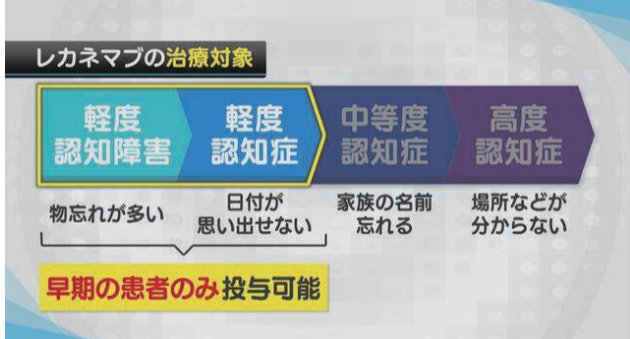 レカネマブの治療対象
軽度
認知障害
軽度
認知症
中等度
認知症
高度
認知症
物忘れが多い
日付が
思い出せない
家族の名前
忘れる
場所などが
分からない
早期の患者のみ投与可能